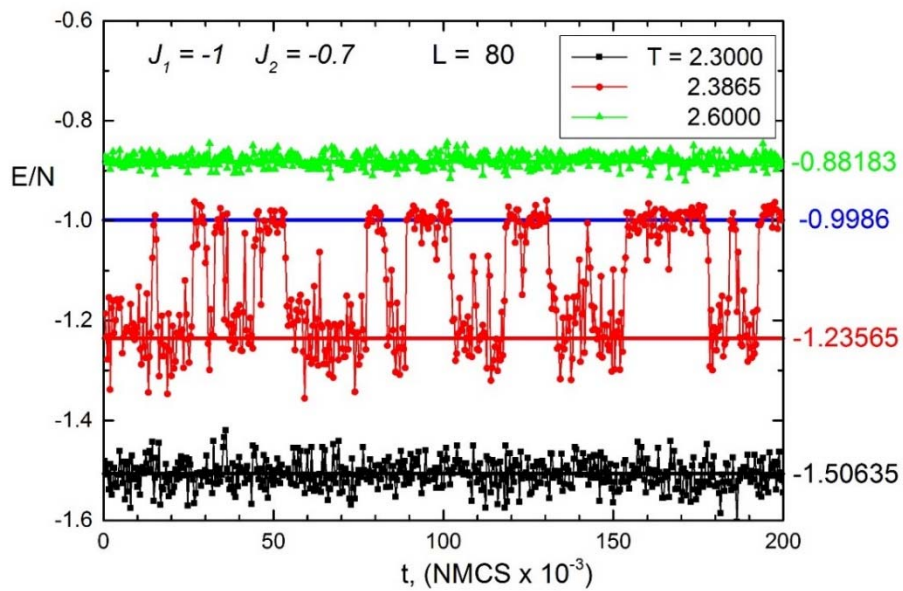 J₁ = -1 J₂ = -0.7 L = 80
T = 2.3000
2.3865
2.6000
E/N
-0.6
-0.8
-1.0
-1.2
-1.4
-1.6
-0.88183
-0.9986
-1.23565
-1.50635
0 50 100 150 200
t, (NMCS x 10⁻³)